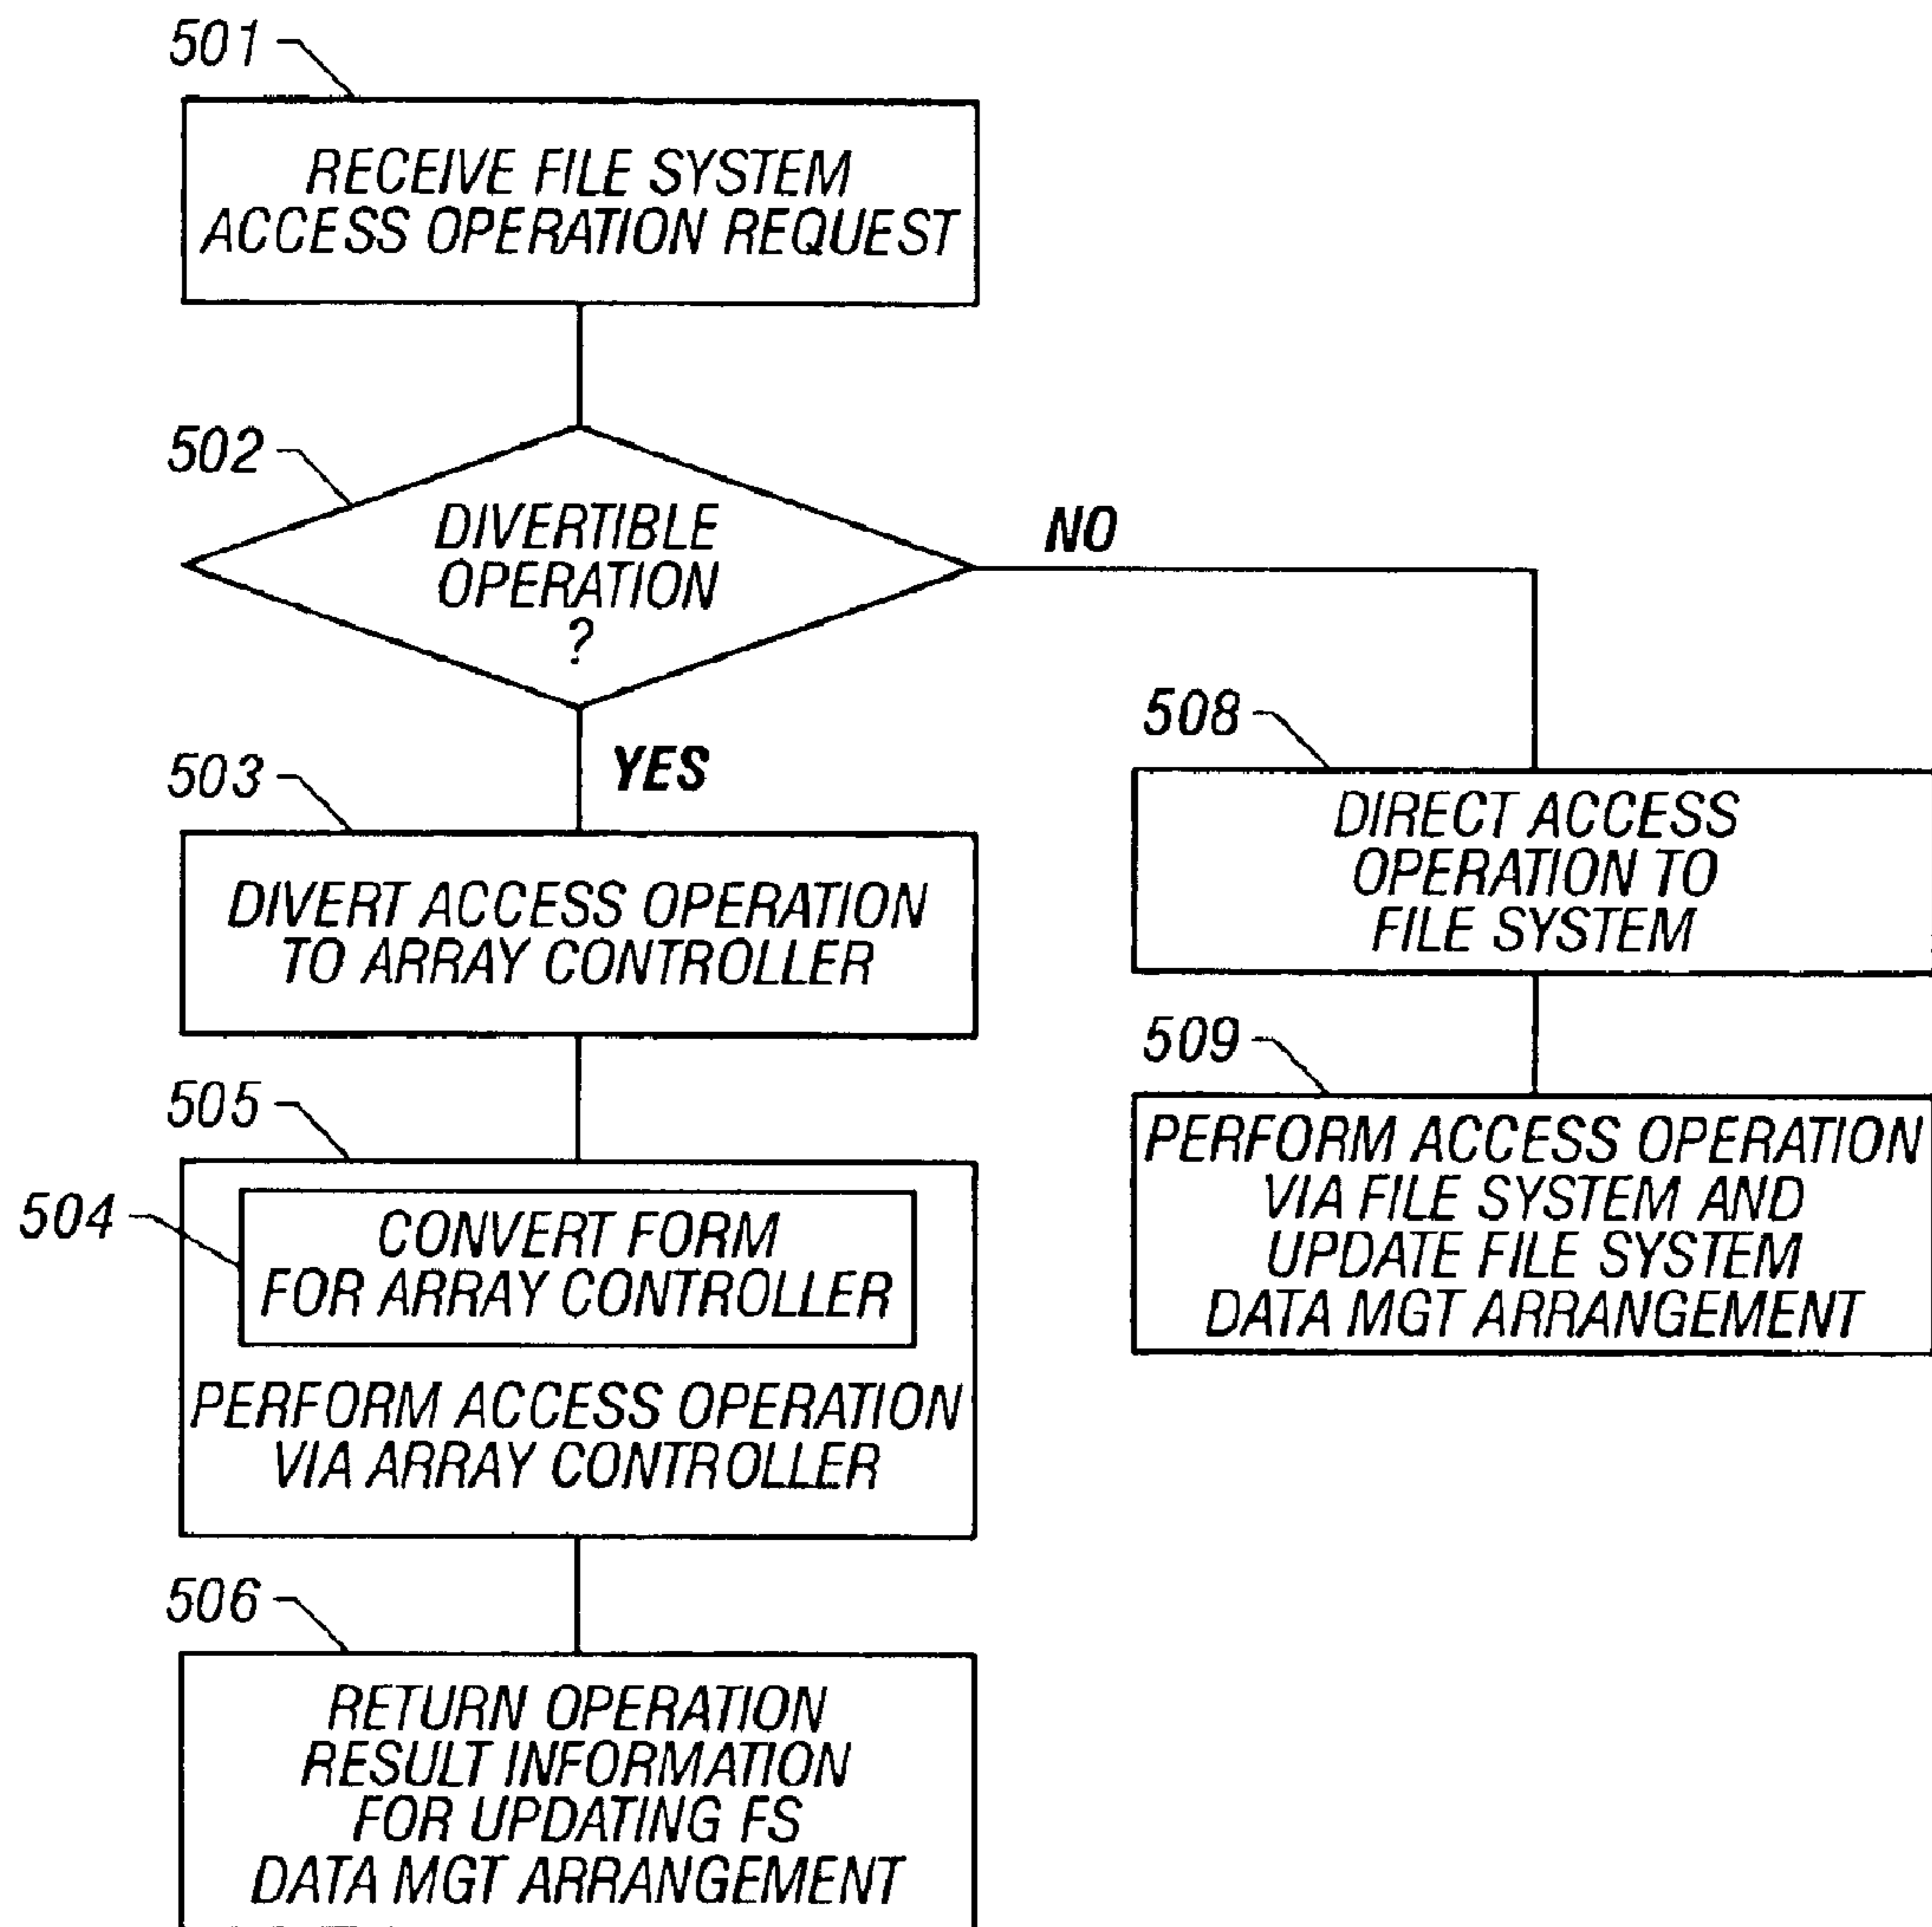 501
RECEIVE FILE SYSTEM
ACCESS OPERATION REQUEST
502
DIVERTIBLE
OPERATION
?
NO
YES
503
DIVERT ACCESS OPERATION
TO ARRAY CONTROLLER
505
504
CONVERT FORM
FOR ARRAY CONTROLLER
PERFORM ACCESS OPERATION
VIA ARRAY CONTROLLER
506
RETURN OPERATION
RESULT INFORMATION
FOR UPDATING FS
DATA MGT ARRANGEMENT
508
DIRECT ACCESS
OPERATION TO
FILE SYSTEM
509
PERFORM ACCESS OPERATION
VIA FILE SYSTEM AND
UPDATE FILE SYSTEM
DATA MGT ARRANGEMENT